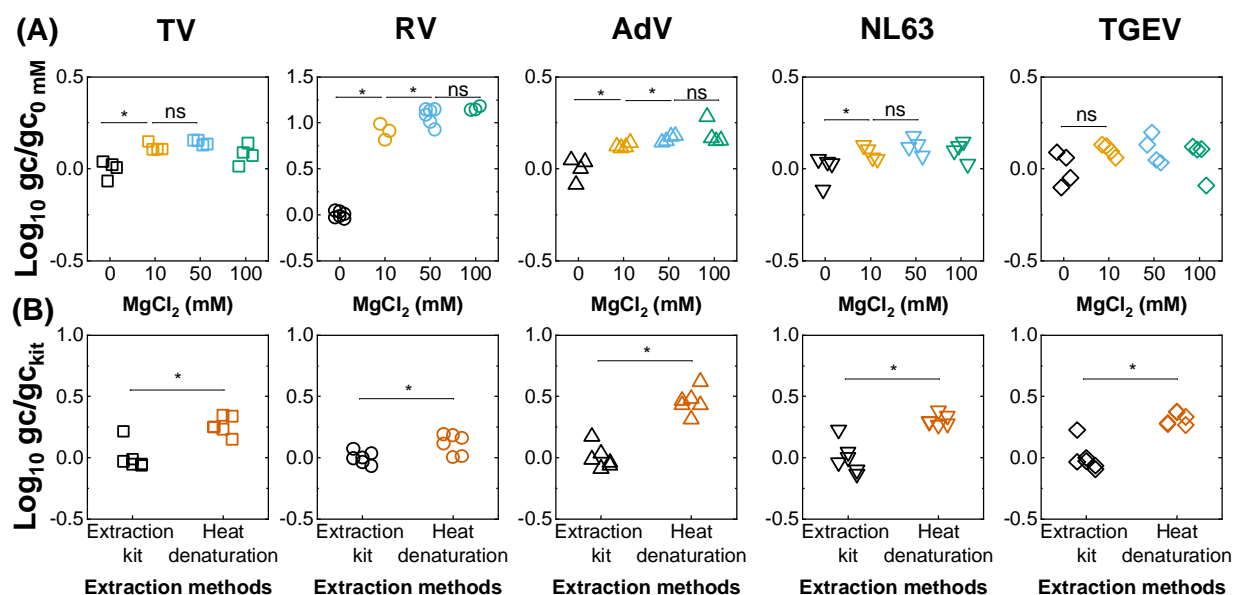 (A) TV RV AdV NL63 TGEV
Log10 gc/gc0 mM
0.5 0.0 -0.5
* ns
0 10 50 100
MgCl2 (mM)
1.5 1.0 0.5 0.0 -0.5
* * ns
0 10 50 100
MgCl2 (mM)
0.5 0.0 -0.5
* * ns
0 10 50 100
MgCl2 (mM)
0.5 0.0 -0.5
* ns
0 10 50 100
MgCl2 (mM)
0.5 0.0 -0.5
ns
0 10 50 100
MgCl2 (mM)
(B)
Log10 gc/gckit
1.0 0.5 0.0 -0.5
*
Extraction Heat
kit denaturation
Extraction methods
1.0 0.5 0.0 -0.5
*
Extraction Heat
kit denaturation
Extraction methods
1.0 0.5 0.0 -0.5
*
Extraction Heat
kit denaturation
Extraction methods
1.0 0.5 0.0 -0.5
*
Extraction Heat
kit denaturation
Extraction methods
1.0 0.5 0.0 -0.5
*
Extraction Heat
kit denaturation
Extraction methods